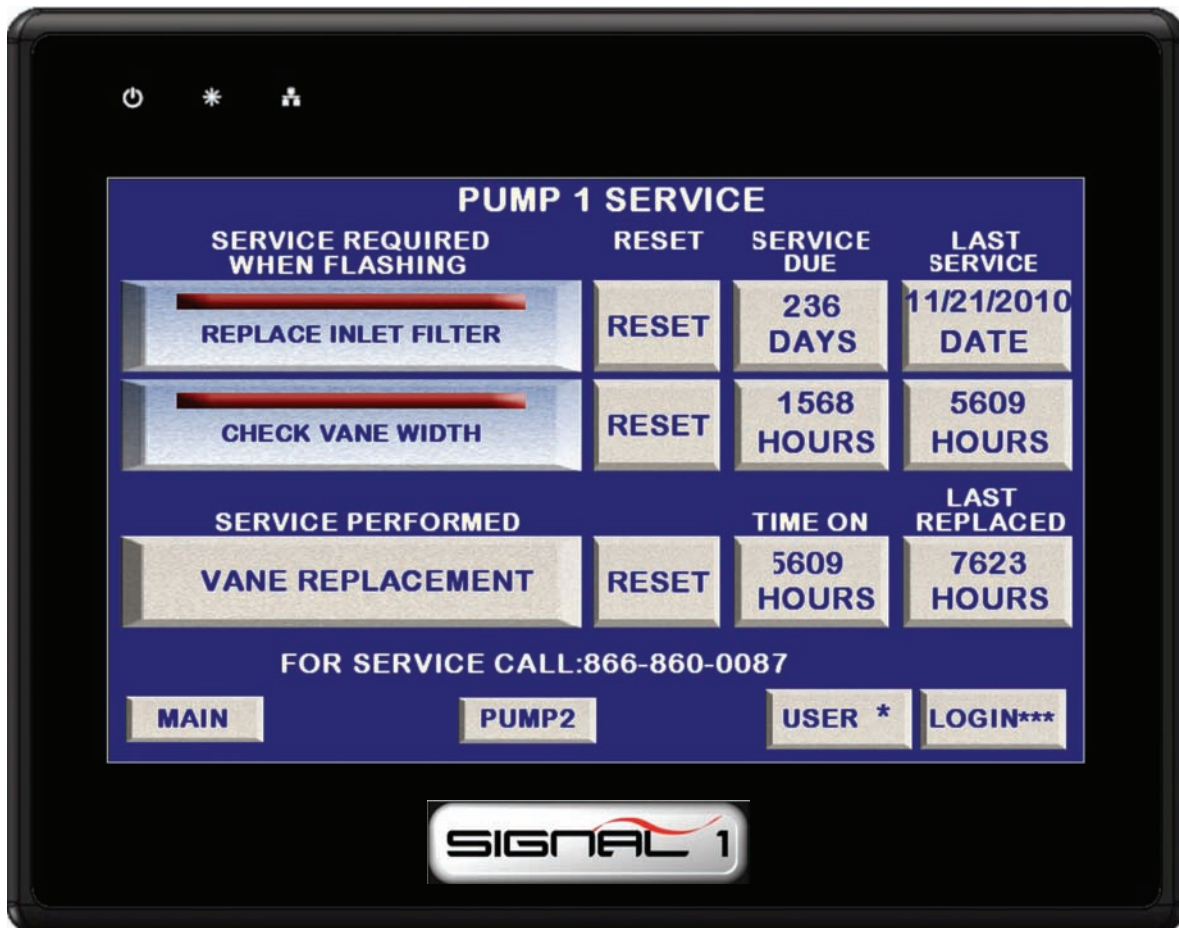 PUMP 1 SERVICE
SERVICE REQUIRED
WHEN FLASHING
RESET
SERVICE
DUE
LAST
SERVICE
REPLACE INLET FILTER
RESET
236
DAYS
11/21/2010
DATE
CHECK VANE WIDTH
RESET
1568
HOURS
5609
HOURS
SERVICE PERFORMED
TIME ON
LAST
REPLACED
VANE REPLACEMENT
RESET
5609
HOURS
7623
HOURS
FOR SERVICE CALL:866-860-0087
MAIN
PUMP2
USER *
LOGIN***
SIGNAL 1